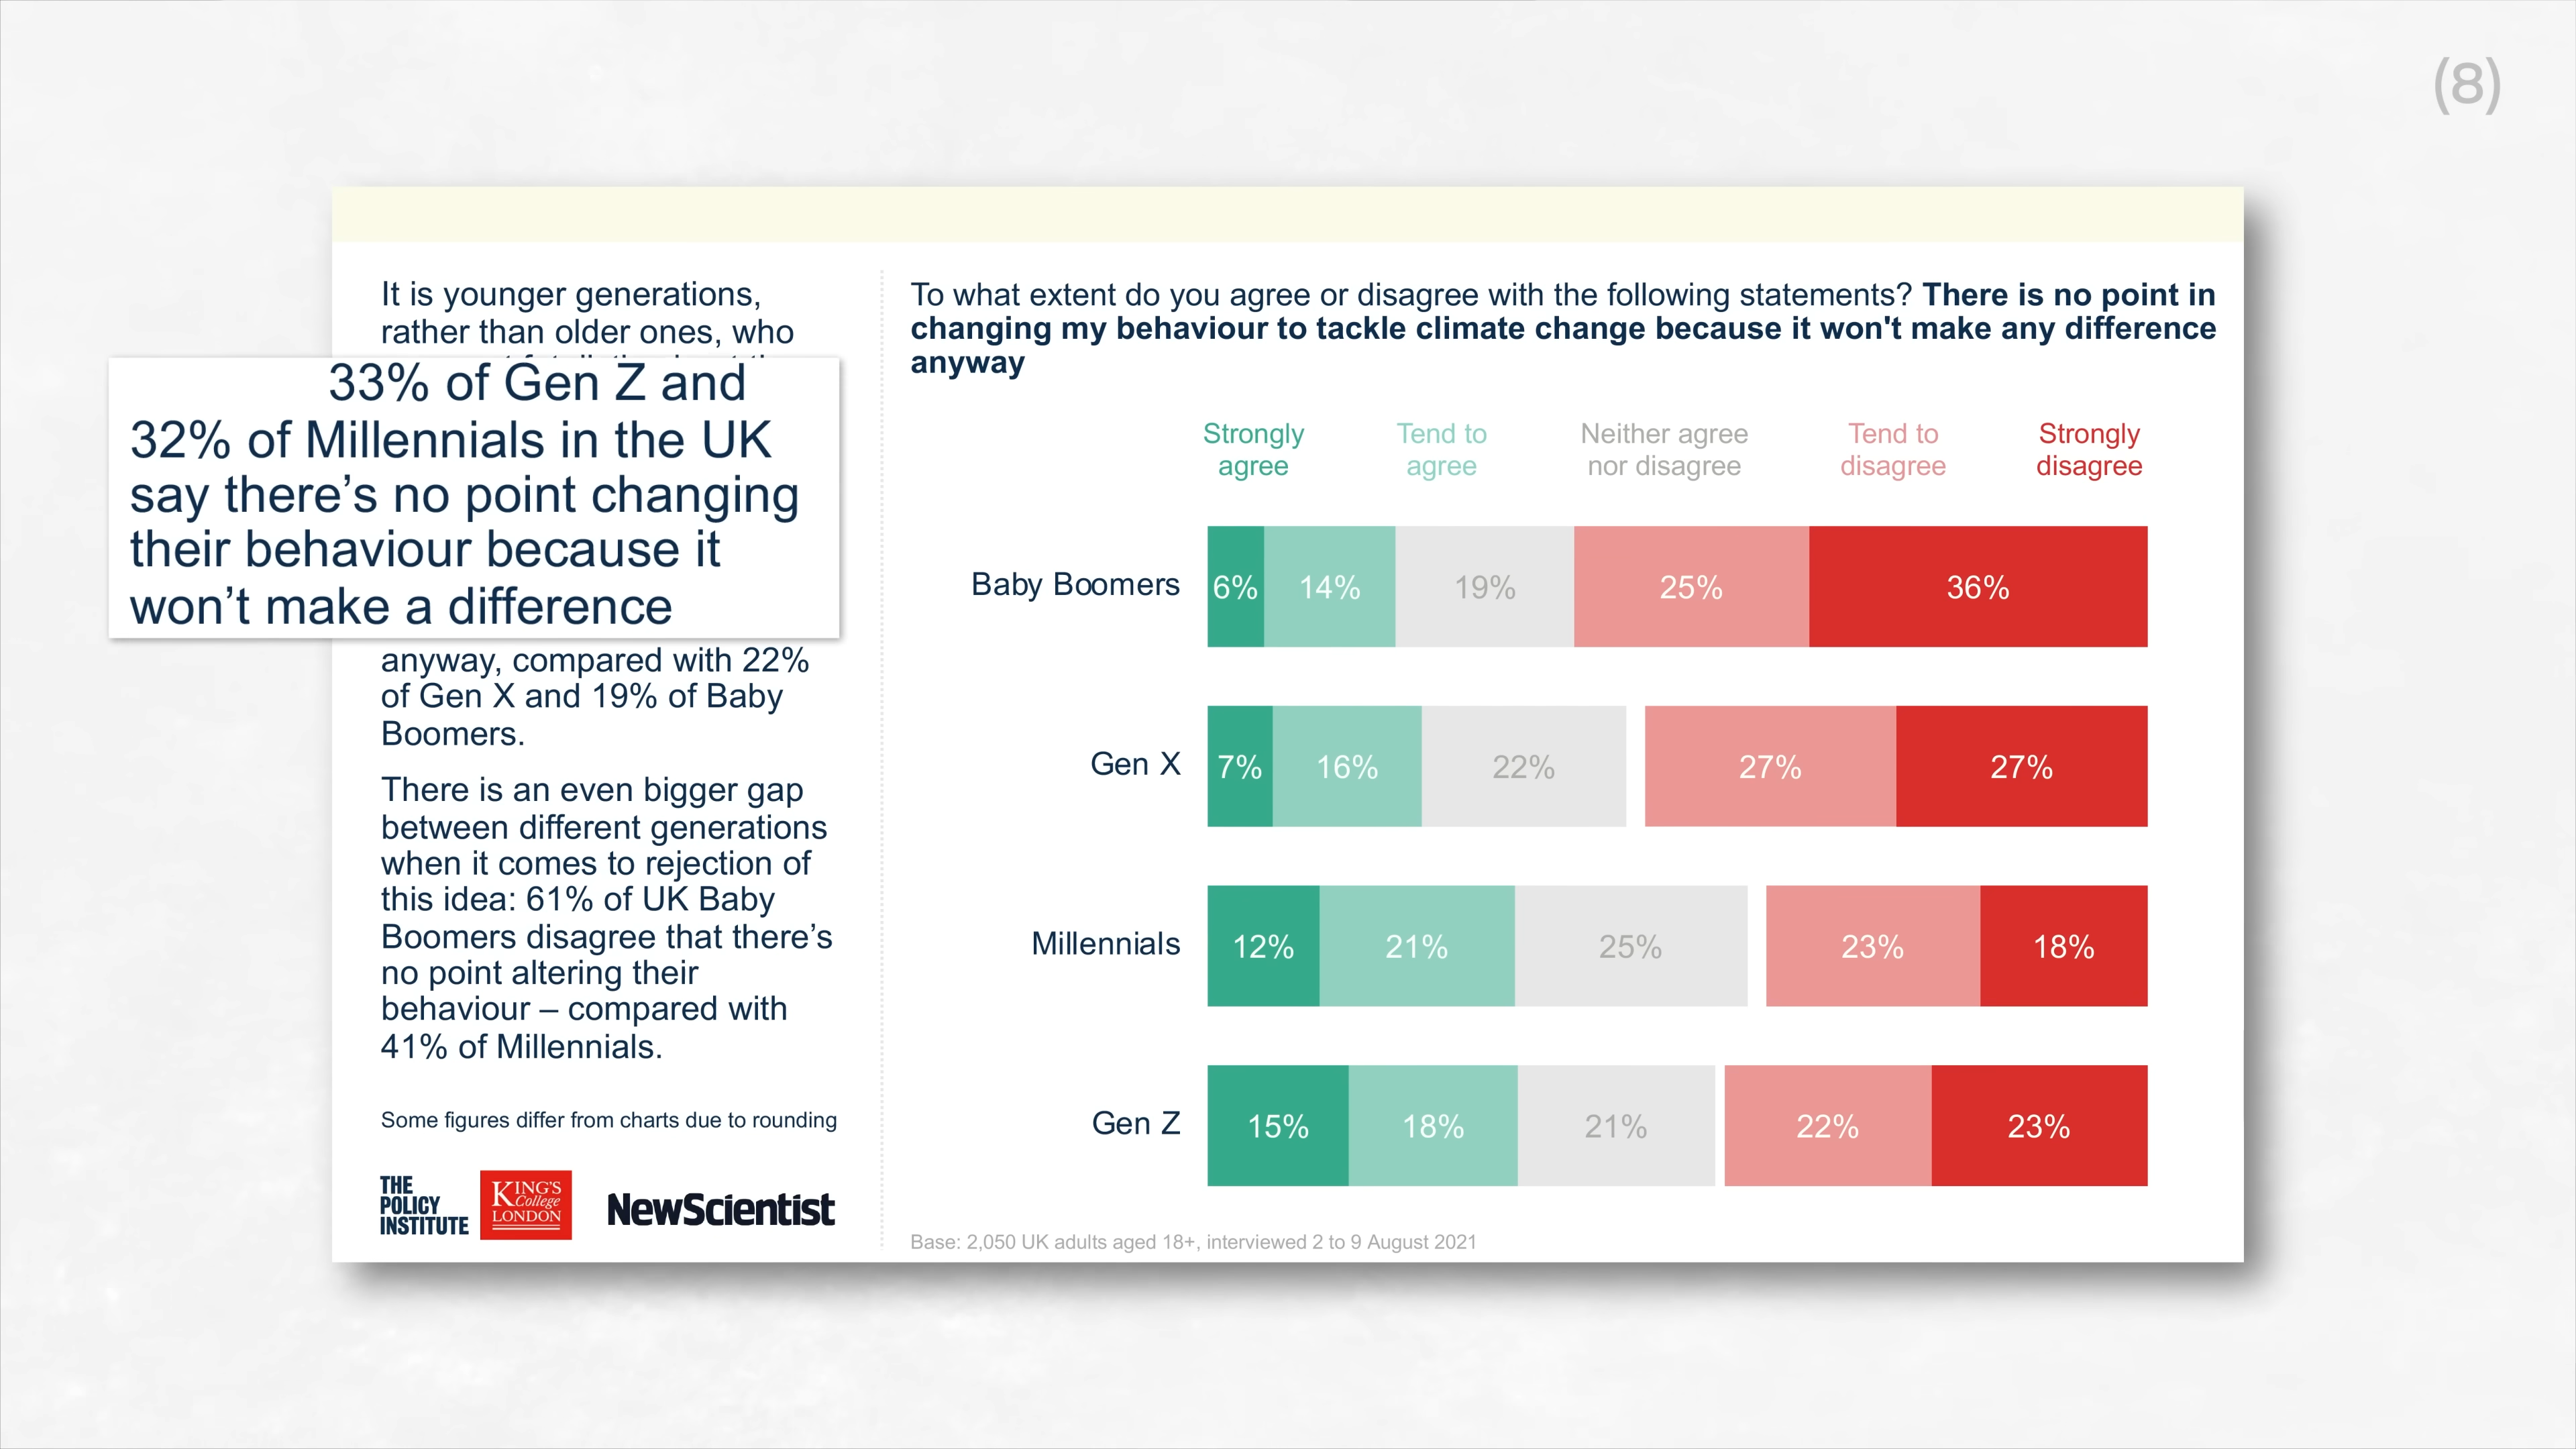 (8)
It is younger generations,
rather than older ones, who
33% of Gen Z and
32% of Millennials in the UK
say there’s no point changing
their behaviour because it
won’t make a difference
anyway, compared with 22%
of Gen X and 19% of Baby
Boomers.
There is an even bigger gap
between different generations
when it comes to rejection of
this idea: 61% of UK Baby
Boomers disagree that there’s
no point altering their
behaviour – compared with
41% of Millennials.
Some figures differ from charts due to rounding
THE
POLICY
INSTITUTE
KING'S
College
LONDON
NewScientist
To what extent do you agree or disagree with the following statements? There is no point in
changing my behaviour to tackle climate change because it won't make any difference
anyway
Strongly agree
Tend to agree
Neither agree nor disagree
Tend to disagree
Strongly disagree
Baby Boomers 6% 14% 19% 25% 36%
Gen X 7% 16% 22% 27% 27%
Millennials 12% 21% 25% 23% 18%
Gen Z 15% 18% 21% 22% 23%
Base: 2,050 UK adults aged 18+, interviewed 2 to 9 August 2021